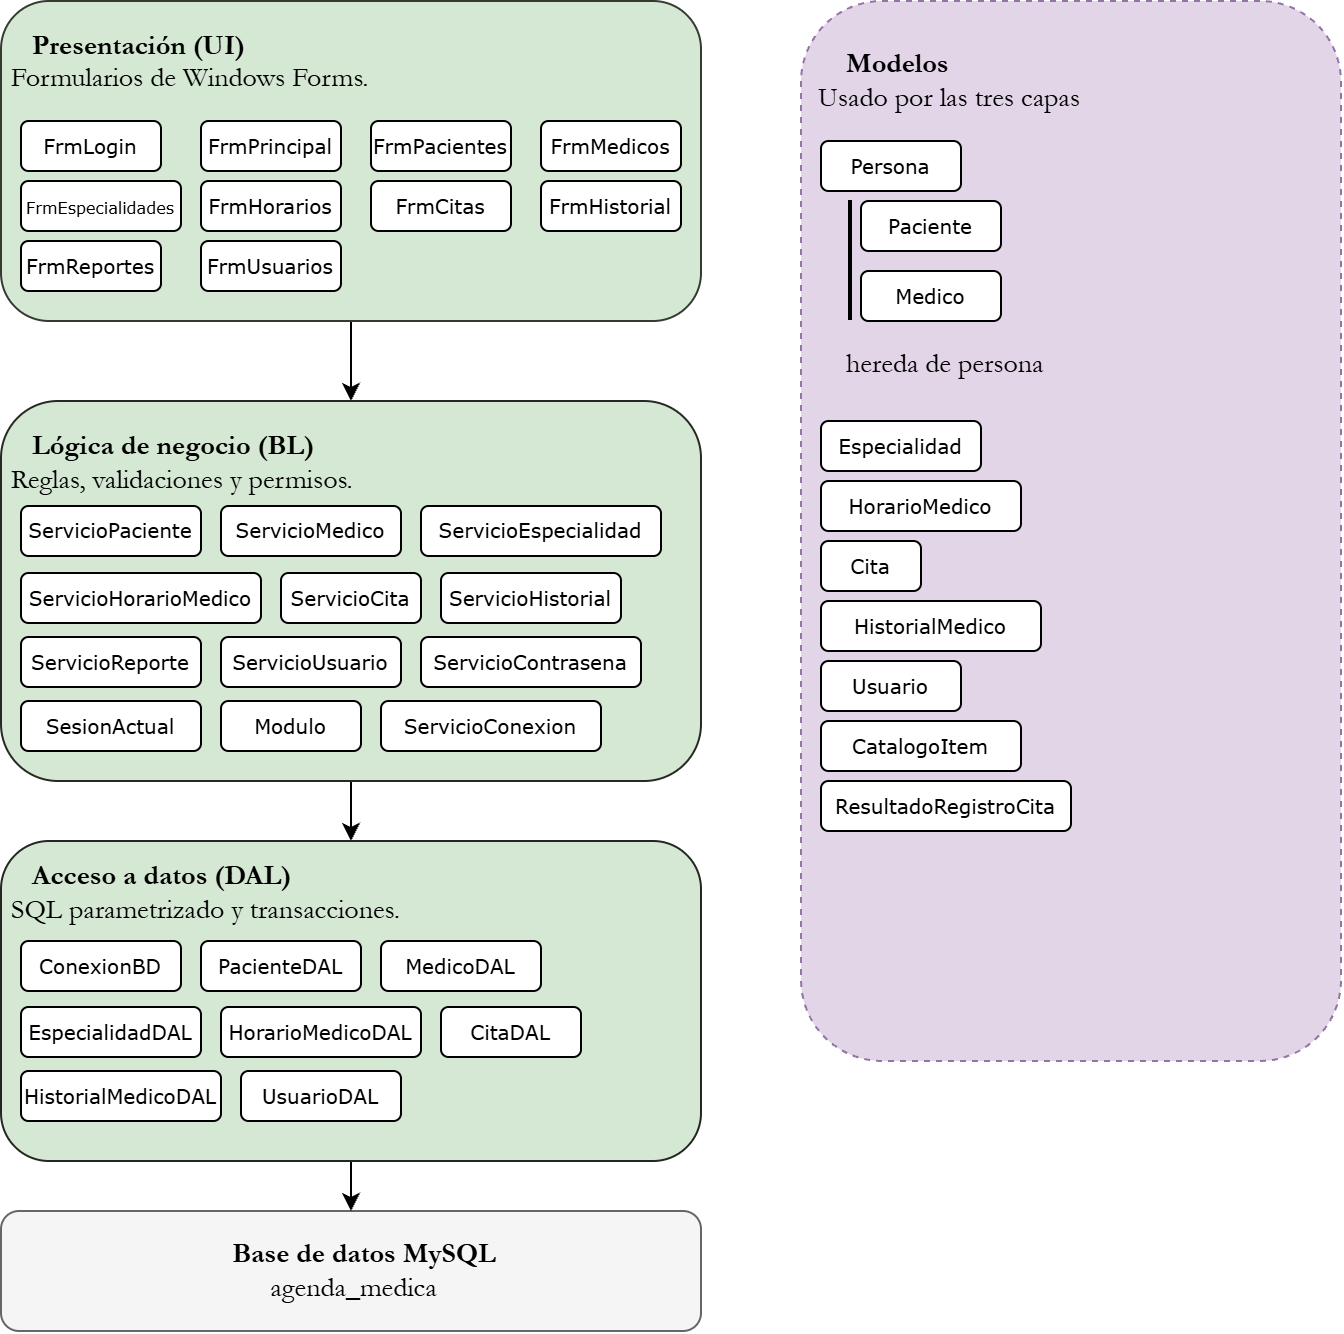 Presentación (UI)
Formularios de Windows Forms.
FrmLogin
FrmPrincipal
FrmPacientes
FrmMedicos
FrmEspecialidades
FrmHorarios
FrmCitas
FrmHistorial
FrmReportes
FrmUsuarios
Lógica de negocio (BL)
Reglas, validaciones y permisos.
ServicioPaciente
ServicioMedico
ServicioEspecialidad
ServicioHorarioMedico
ServicioCita
ServicioHistorial
ServicioReporte
ServicioUsuario
ServicioContrasena
SesionActual
Modulo
ServicioConexion
Acceso a datos (DAL)
SQL parametrizado y transacciones.
ConexionBD
PacienteDAL
MedicoDAL
EspecialidadDAL
HorarioMedicoDAL
CitaDAL
HistorialMedicoDAL
UsuarioDAL
Base de datos MySQL
agenda_medica
Modelos
Usado por las tres capas
Persona
Paciente
Medico
hereda de persona
Especialidad
HorarioMedico
Cita
HistorialMedico
Usuario
CatalogoItem
ResultadoRegistroCita